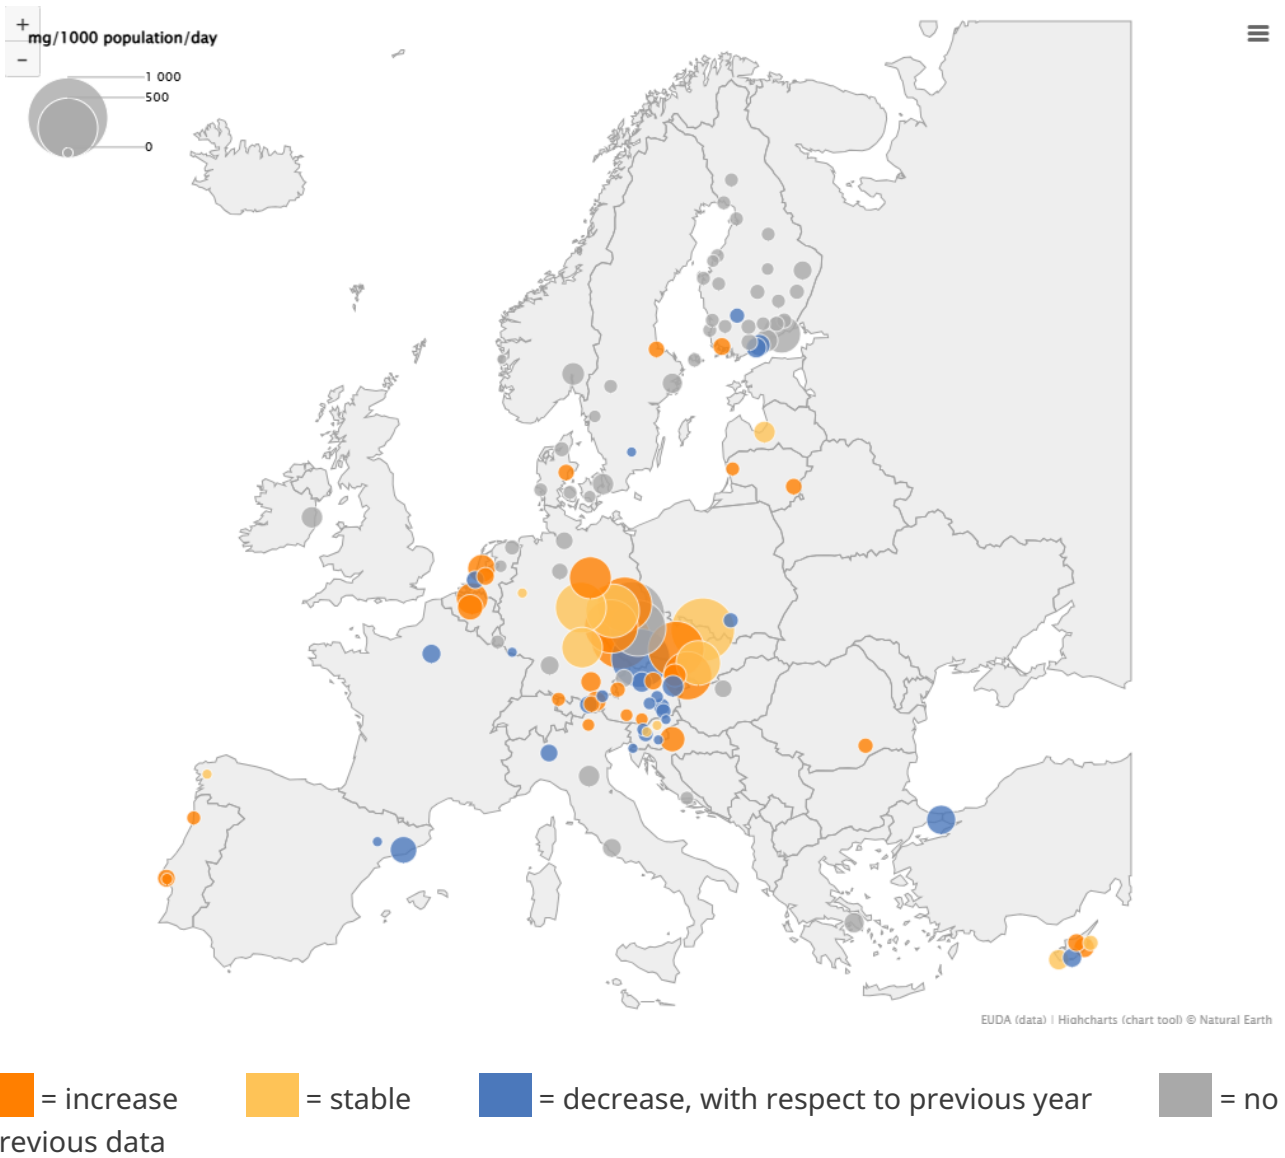 +
mg/1000 population/day
−
1 000
500
0
EUDA (data) | Highcharts (chart tool) © Natural Earth
= increase = stable = decrease, with respect to previous year = no
revious data